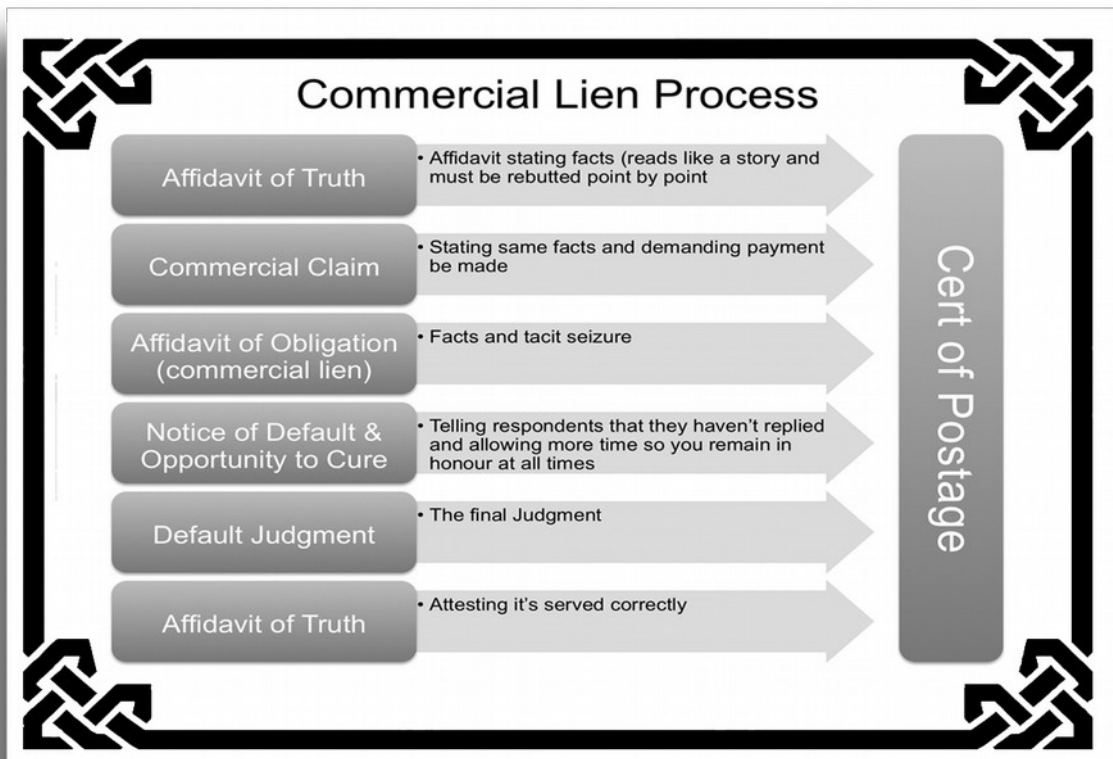 Commercial Lien Process
Affidavit of Truth
• Affidavit stating facts (reads like a story and
must be rebutted point by point
Commercial Claim
• Stating same facts and demanding payment
be made
Affidavit of Obligation
(commercial lien)
• Facts and tacit seizure
Notice of Default &
Opportunity to Cure
• Telling respondents that they haven't replied
and allowing more time so you remain in
honour at all times
Default Judgment
• The final Judgment
Affidavit of Truth
• Attesting it's served correctly
Cert of Postage